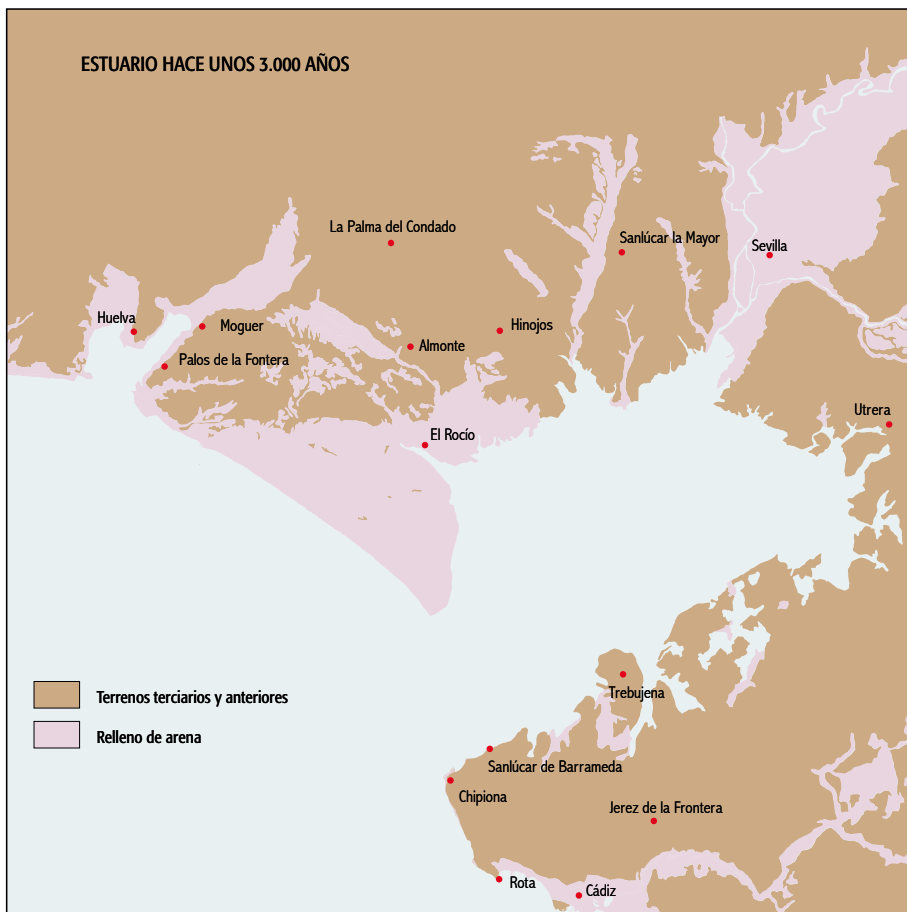 ESTUARIO HACE UNOS 3.000 AÑOS
La Palma del Condado
Sanlúcar la Mayor
Sevilla
Huelva
Moguer
Hinojos
Almonte
Palos de la Fontera
Utrera
El Rocío
Terrenos terciarios y anteriores
Trebujena
Relleno de arena
Sanlúcar de Barrameda
Chipiona
Jerez de la Frontera
Rota
Cádiz